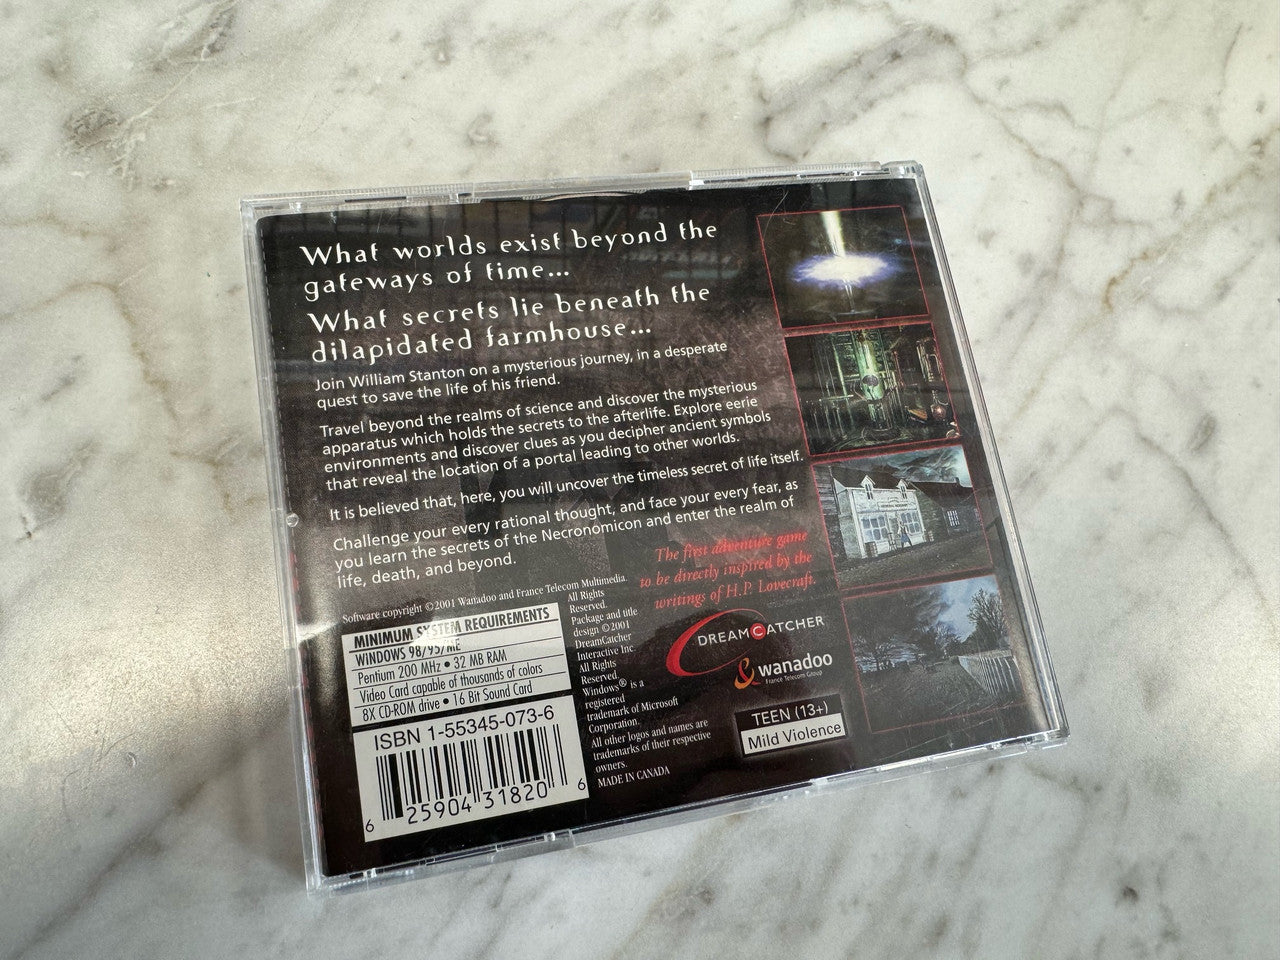 What worlds exist beyond the
gateways of time...
What secrets lie beneath the
dilapidated farmhouse...
Join William Stanton on a mysterious journey, in a desperate
quest to save the life of his friend.
Travel beyond the realms of science and discover the mysterious
apparatus which holds the secrets to the afterlife. Explore eerie
environments and discover clues as you decipher ancient symbols
that reveal the location of a portal leading to other worlds.
It is believed that, here, you will uncover the timeless secret of life itself.
Challenge your every rational thought, and face your every fear, as
you learn the secrets of the Necronomicon and enter the realm of
life, death, and beyond.
The first adventure game
to be directly inspired by the
writings of H.P. Lovecraft.
Software copyright ©2001 Wanadoo and France Telecom Multimedia.
All Rights
Reserved.
Package and title
design ©2001
DreamCatcher
Interactive Inc.
All Rights
Reserved.
Windows® is a
registered
trademark of Microsoft
Corporation.
All other logos and names are
trademarks of their respective
owners.
MADE IN CANADA
MINIMUM SYSTEM REQUIREMENTS
WINDOWS 98/95/ME
Pentium 200 MHz • 32 MB RAM
Video Card capable of thousands of colors
8X CD-ROM drive • 16 Bit Sound Card
ISBN 1-55345-073-6
6 25904 31820 6
DREAMCATCHER
wanadoo
France Telecom Group
TEEN (13+)
Mild Violence